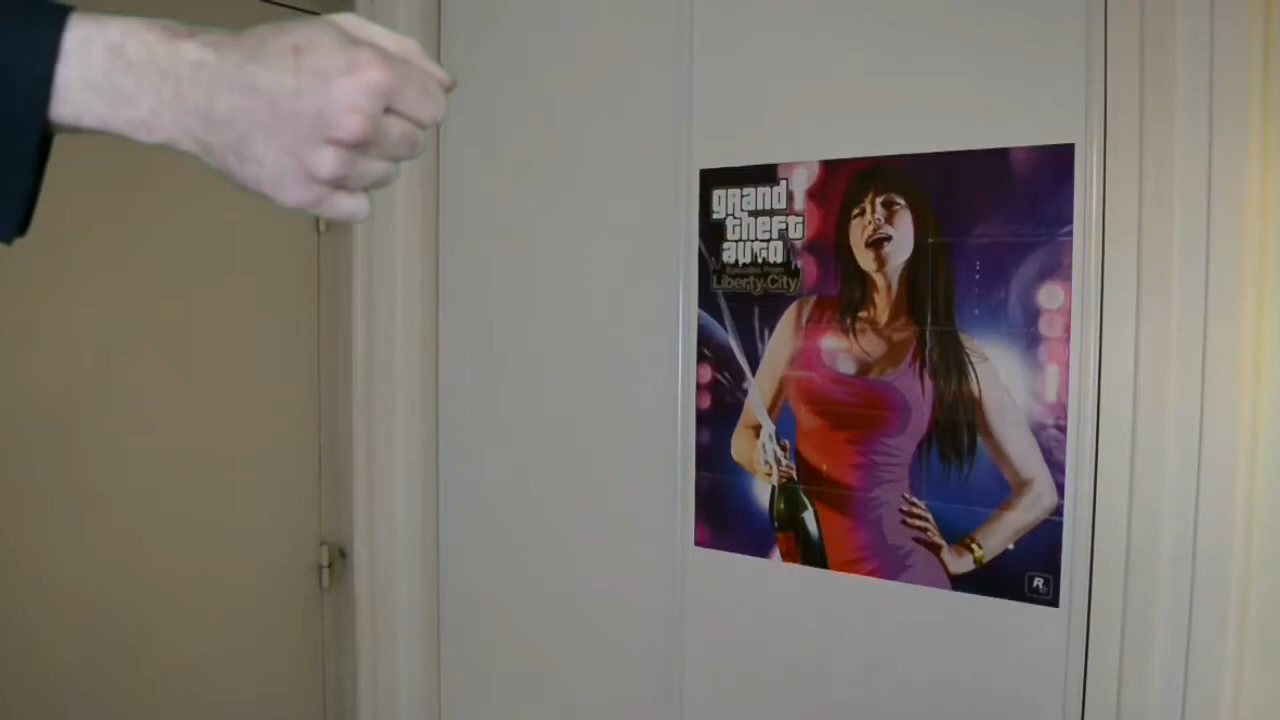 grand
theft
auto
Episodes From
Liberty City
R